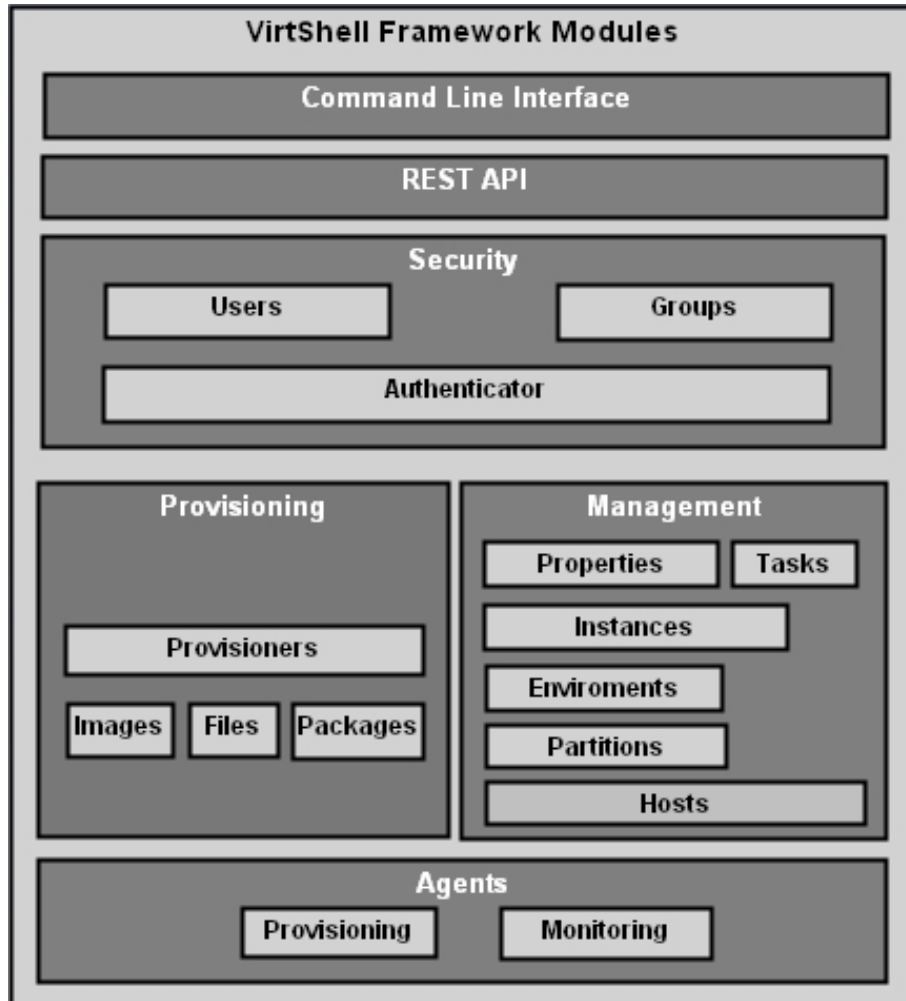 VirtShell Framework Modules
Command Line Interface
REST API
Security
Users
Groups
Authenticator
Provisioning
Provisioners
Images
Files
Packages
Management
Properties
Tasks
Instances
Enviroments
Partitions
Hosts
Agents
Provisioning
Monitoring